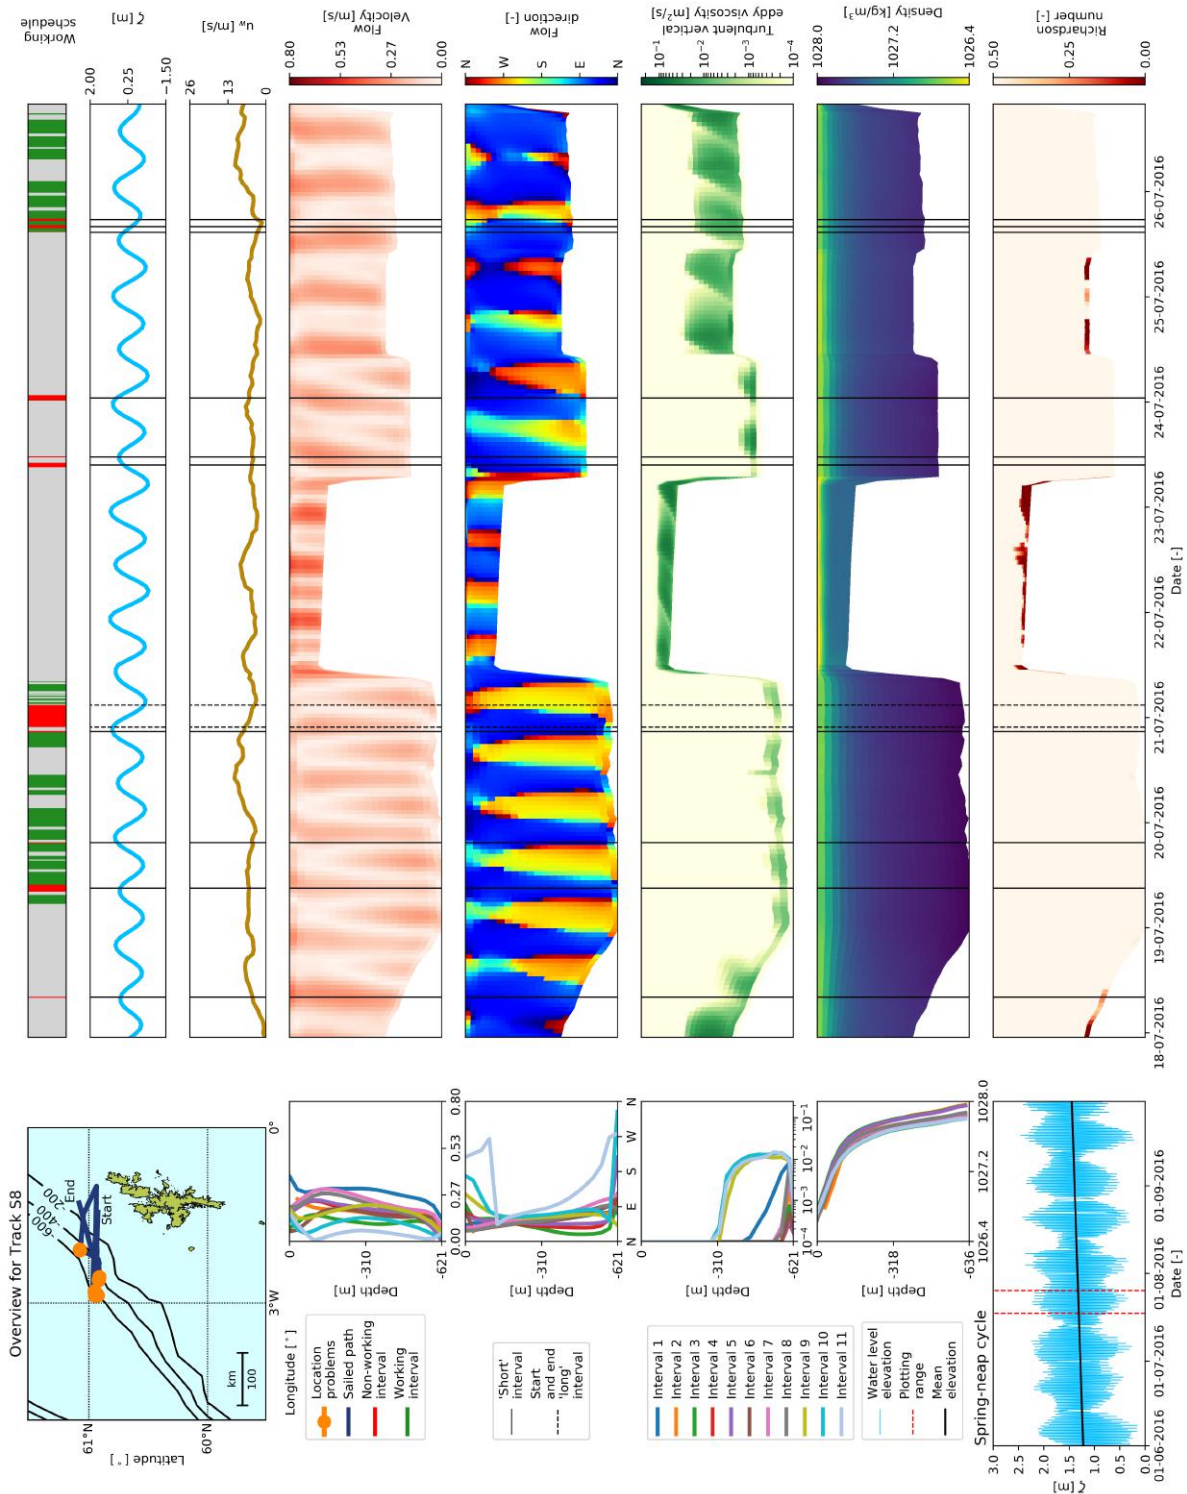 Overview for Track S8
Latitude [°]
61°N
60°N
3°W
0°
Longitude [°]
-600
-400
-200
End
Start
km
100
Location
problems
Sailed path
Non-working
interval
Working
interval
Depth [m]
0
-310
-621
0.00
0.27
0.53
0.80
'Short'
interval
Start
and end
'long'
interval
Depth [m]
0
-310
-621
N
E
S
W
N
Interval 1
Interval 2
Interval 3
Interval 4
Interval 5
Interval 6
Interval 7
Interval 8
Interval 9
Interval 10
Interval 11
Depth [m]
0
-310
-621
10⁻⁴
10⁻³
10⁻²
10⁻¹
Depth [m]
0
-318
-636
1026.4
1027.2
1028.0
Water level
elevation
Plotting
range
Mean
elevation
Spring-neap cycle
ζ [m]
3.0
2.5
2.0
1.5
1.0
0.5
0.0
01-06-2016
01-07-2016
01-08-2016
01-09-2016
Date [-]
Working
schedule
ζ [m]
2.00
0.25
-1.50
u_w [m/s]
26
13
0
Flow
Velocity [m/s]
0.80
0.53
0.27
0.00
Flow
direction [-]
N
W
S
E
N
Turbulent vertical
eddy viscosity [m²/s]
10⁻¹
10⁻²
10⁻³
10⁻⁴
Density [kg/m³]
1028.0
1027.2
1026.4
Richardson
number [-]
0.50
0.25
0.00
18-07-2016
19-07-2016
20-07-2016
21-07-2016
22-07-2016
23-07-2016
24-07-2016
25-07-2016
26-07-2016
Date [-]